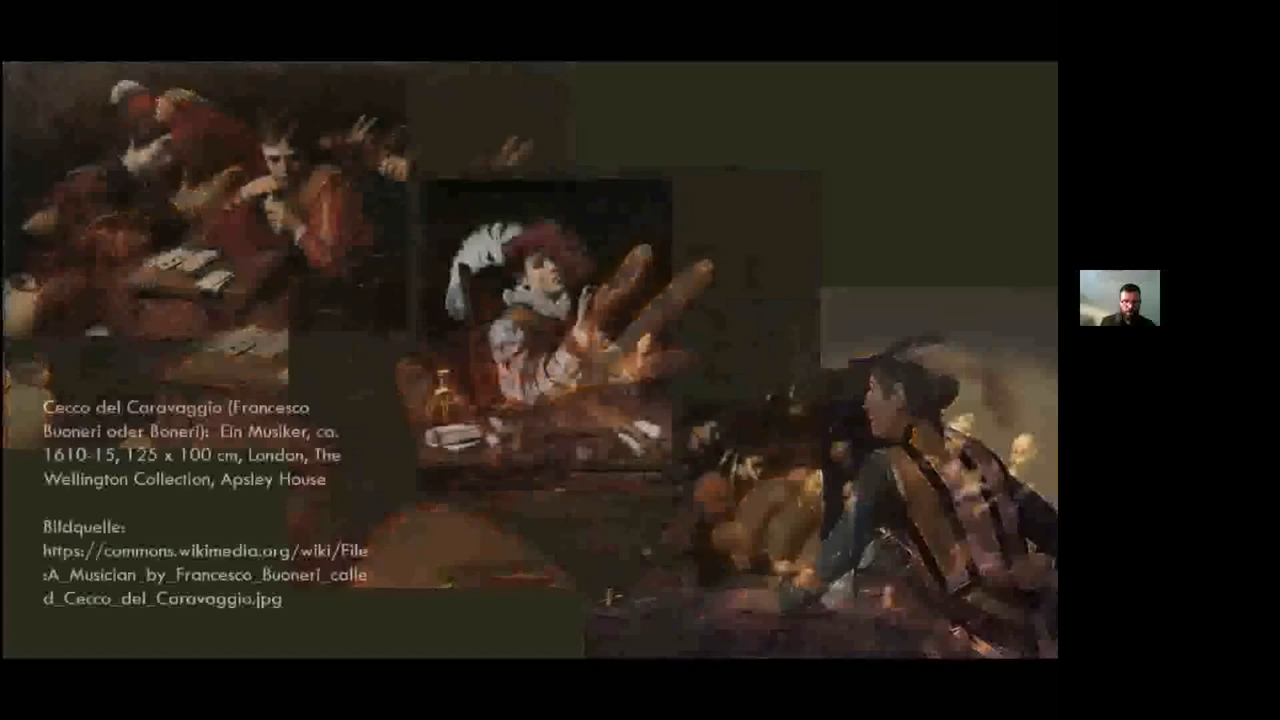 Cecco del Caravaggio (Francesco
Buoneri oder Boneri):  Ein Musiker, ca.
1610-15, 125 x 100 cm, London, The
Wellington Collection, Apsley House
Bildquelle:
https://commons.wikimedia.org/wiki/File
:A_Musician_by_Francesco_Buoneri_calle
d_Cecco_del_Caravaggio.jpg